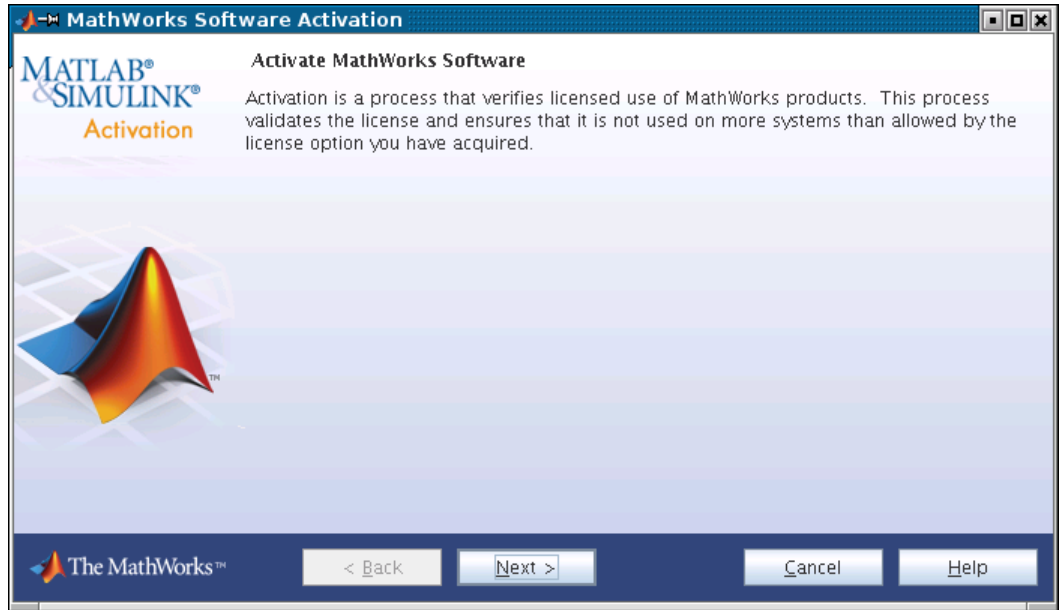 MathWorks Software Activation
MATLAB®
&SIMULINK®
Activation
Activate MathWorks Software
Activation is a process that verifies licensed use of MathWorks products. This process
validates the license and ensures that it is not used on more systems than allowed by the
license option you have acquired.
TM
The MathWorks™
< Back
Next >
Cancel
Help